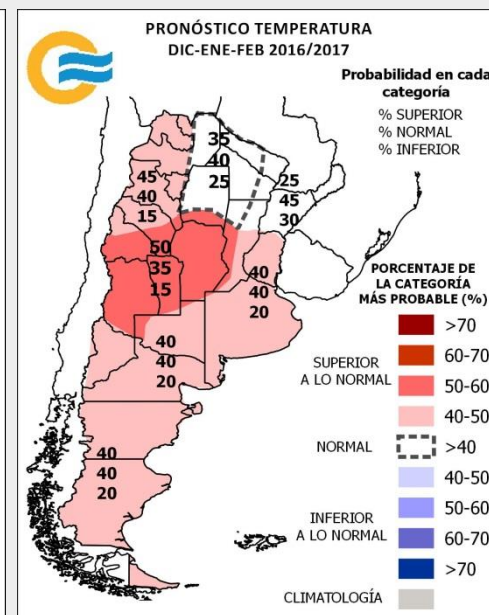 PRONÓSTICO TEMPERATURA
DIC-ENE-FEB 2016/2017
Probabilidad en cada
categoría
% SUPERIOR
% NORMAL
% INFERIOR
35
40
25
45
40
15
25
45
30
50
35
15
40
40
20
40
40
20
40
40
20
PORCENTAJE DE
LA CATEGORÍA
MÁS PROBABLE (%)
SUPERIOR
A LO NORMAL
>70
60-70
50-60
40-50
NORMAL
>40
INFERIOR
A LO NORMAL
40-50
50-60
60-70
>70
CLIMATOLOGÍA